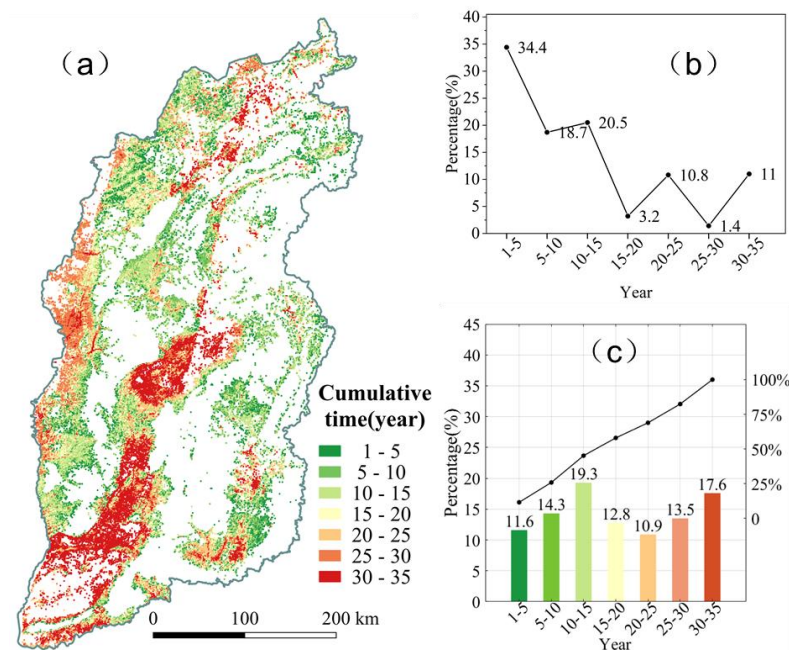 (a)
Cumulative
time(year)
1 - 5
5 - 10
10 - 15
15 - 20
20 - 25
25 - 30
30 - 35
0 100 200 km
(b)
Percentage(%)
40
35
30
25
20
15
10
5
0
34.4
18.7
20.5
3.2
10.8
1.4
11
1-5 5-10 10-15 15-20 20-25 25-30 30-35
Year
(c)
Percentage(%)
45
40
35
30
25
20
15
10
5
0
100%
75%
50%
25%
0
11.6
14.3
19.3
12.8
10.9
13.5
17.6
1-5 5-10 10-15 15-20 20-25 25-30 30-35
Year